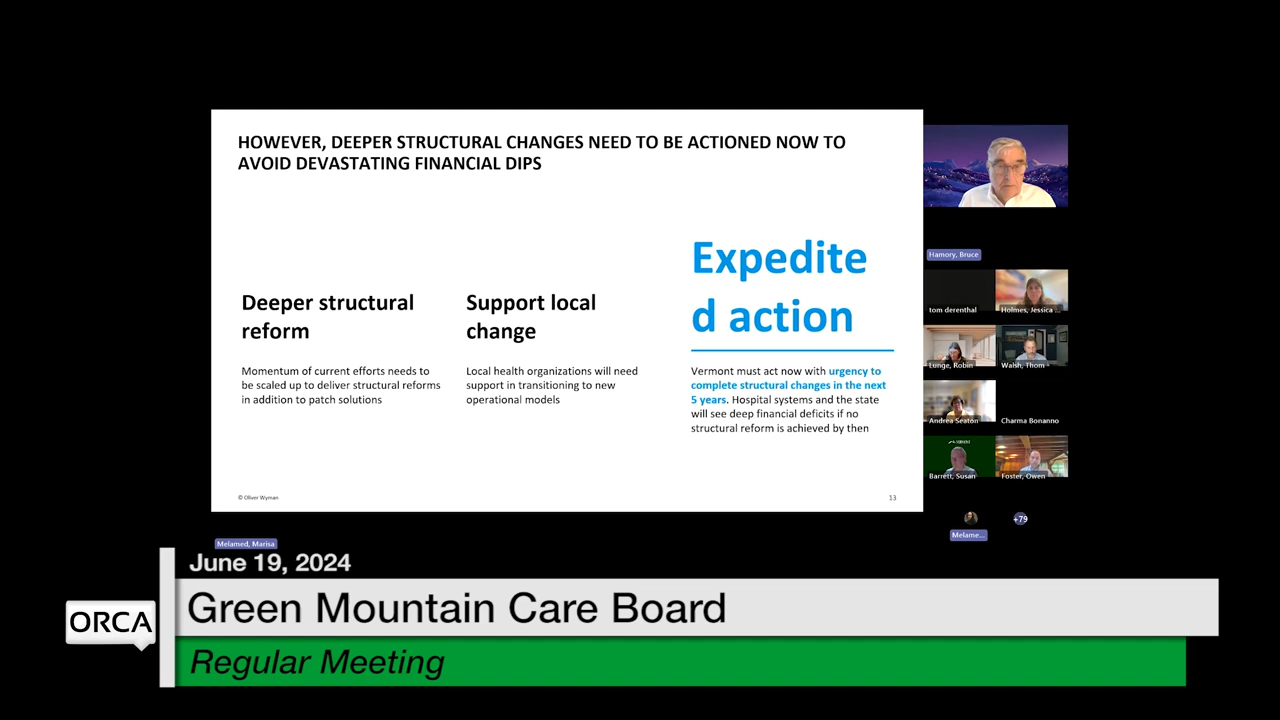 HOWEVER, DEEPER STRUCTURAL CHANGES NEED TO BE ACTIONED NOW TO
AVOID DEVASTATING FINANCIAL DIPS
Deeper structural
reform
Momentum of current efforts needs to
be scaled up to deliver structural reforms
in addition to patch solutions
Support local
change
Local health organizations will need
support in transitioning to new
operational models
Expedite
d action
Vermont must act now with urgency to
complete structural changes in the next
5 years. Hospital systems and the state
will see deep financial deficits if no
structural reform is achieved by then
© Oliver Wyman
13
Hamory, Bruce
tom derenthal
Holmes, Jessica ...
Lunge, Robin
Walsh, Thom
Andrea Seaton
Charma Bonanno
Barrett, Susan
Foster, Owen
+79
Melame...
Melamed, Marisa
June 19, 2024
ORCA
Green Mountain Care Board
Regular Meeting